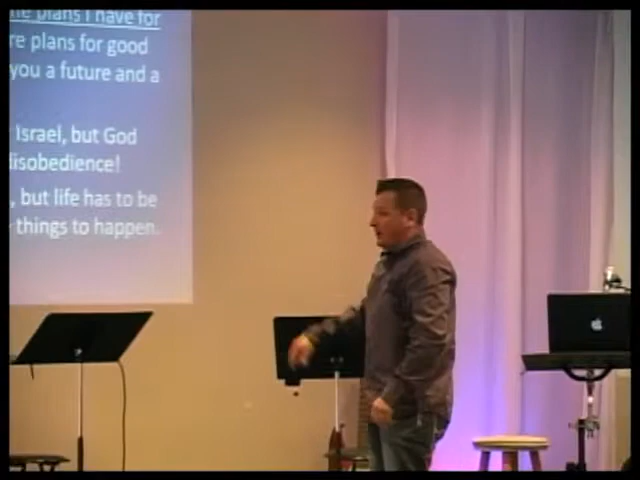 he plans I have for
re plans for good
you a future and a
Israel, but God
disobedience!
, but life has to be
things to happen.